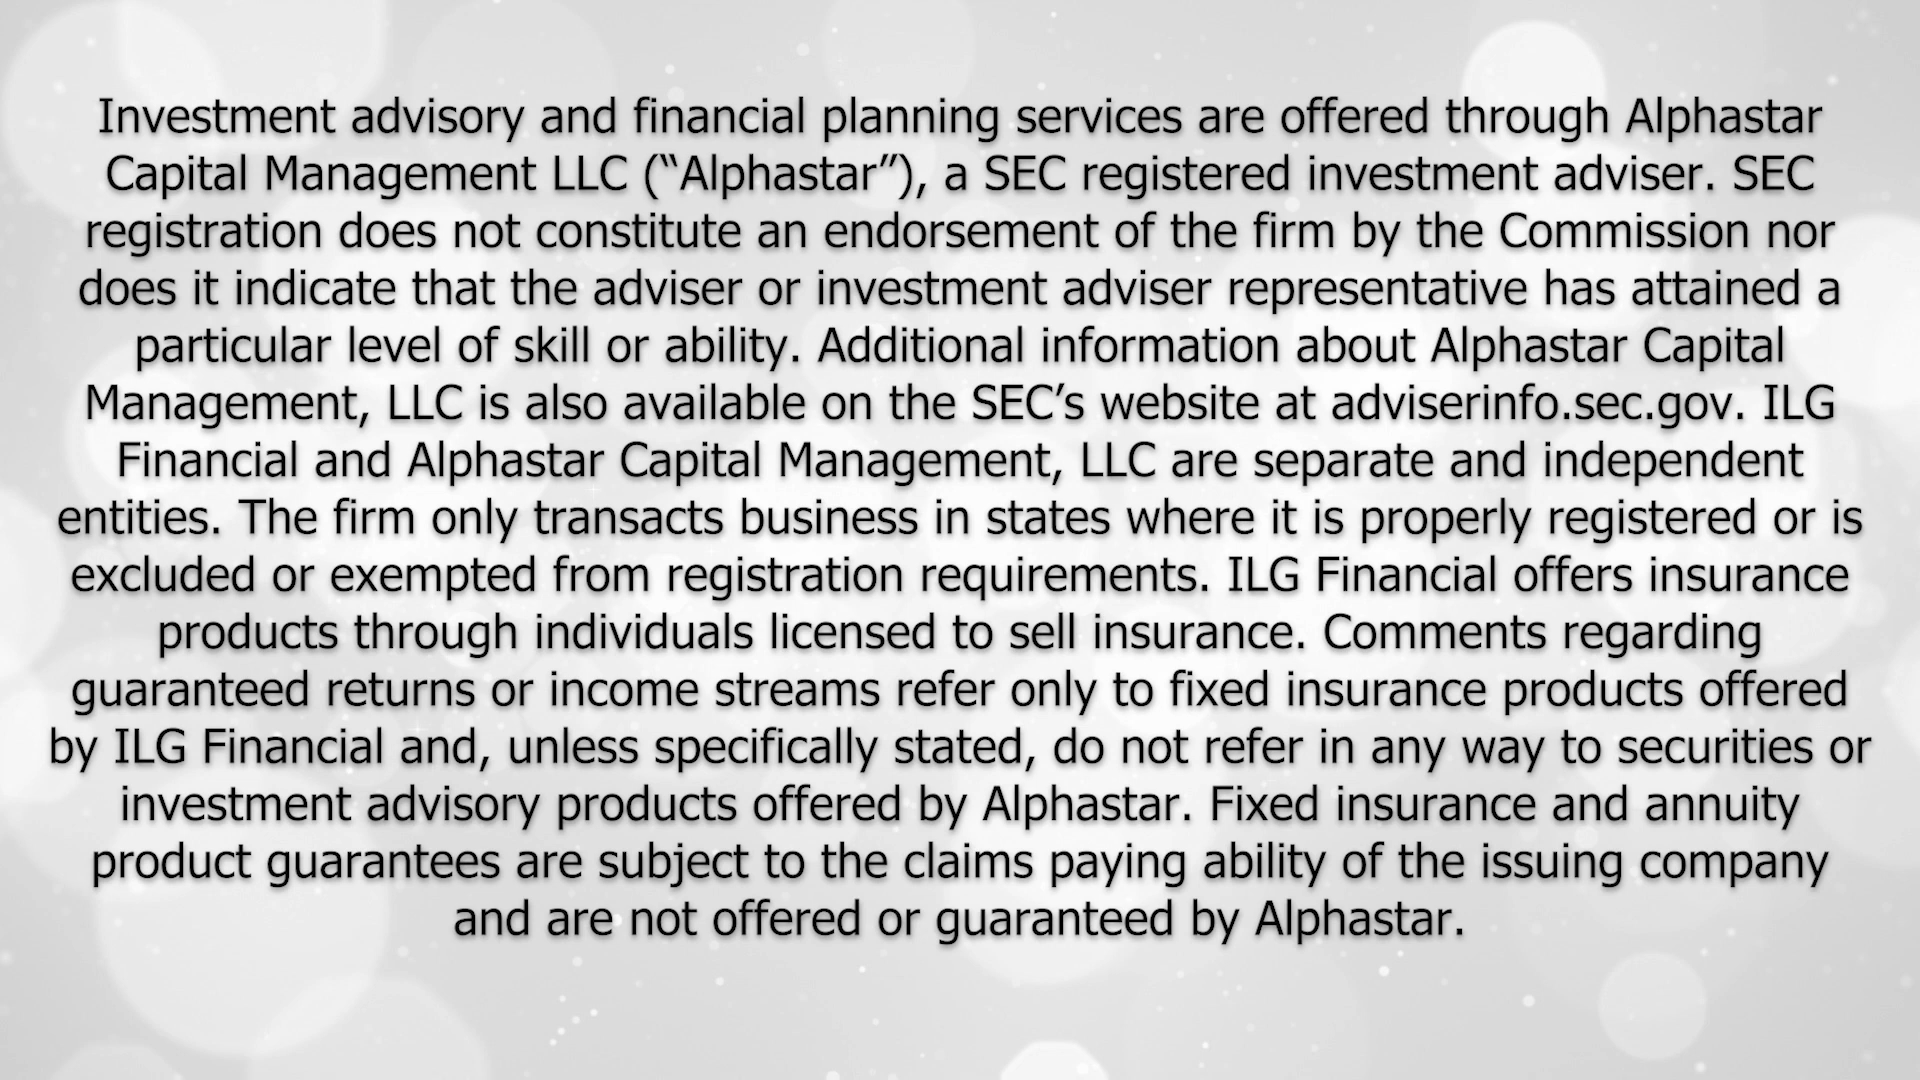 Investment advisory and financial planning services are offered through Alphastar
Capital Management LLC (“Alphastar”), a SEC registered investment adviser. SEC
registration does not constitute an endorsement of the firm by the Commission nor
does it indicate that the adviser or investment adviser representative has attained a
particular level of skill or ability. Additional information about Alphastar Capital
Management, LLC is also available on the SEC’s website at adviserinfo.sec.gov. ILG
Financial and Alphastar Capital Management, LLC are separate and independent
entities. The firm only transacts business in states where it is properly registered or is
excluded or exempted from registration requirements. ILG Financial offers insurance
products through individuals licensed to sell insurance. Comments regarding
guaranteed returns or income streams refer only to fixed insurance products offered
by ILG Financial and, unless specifically stated, do not refer in any way to securities or
investment advisory products offered by Alphastar. Fixed insurance and annuity
product guarantees are subject to the claims paying ability of the issuing company
and are not offered or guaranteed by Alphastar.